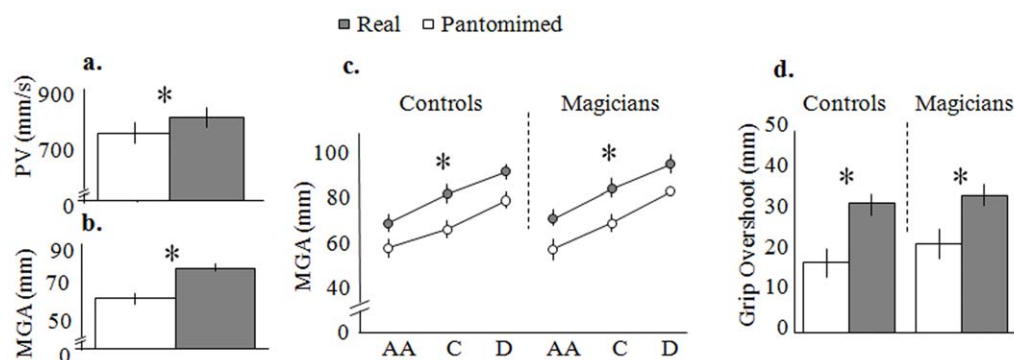 Real Pantomimed
a.
*
900
700
0
PV (mm/s)
b.
*
90
70
50
0
MGA (mm)
c.
Controls Magicians
* *
100
80
60
40
0
MGA (mm)
AA C D AA C D
d.
Controls Magicians
* *
50
40
30
20
10
0
Grip Overshoot (mm)